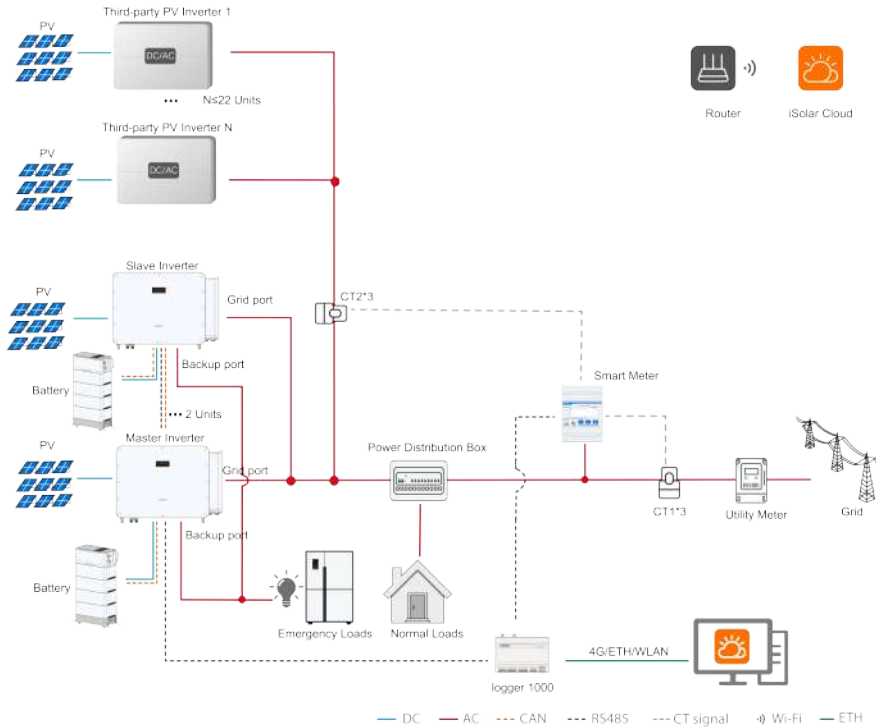 PV
Third-party PV Inverter 1
DC/AC
N≤22 Units
Third-party PV Inverter N
PV
DC/AC
Router
iSolar Cloud
Slave Inverter
PV
Grid port
CT2*3
Backup port
Battery
2 Units
Smart Meter
Master Inverter
PV
Grid port
Power Distribution Box
Backup port
CT1*3
Utility Meter
Grid
Battery
Emergency Loads
Normal Loads
4G/ETH/WLAN
logger 1000
DC
AC
CAN
RS485
CT signal
Wi-Fi
ETH